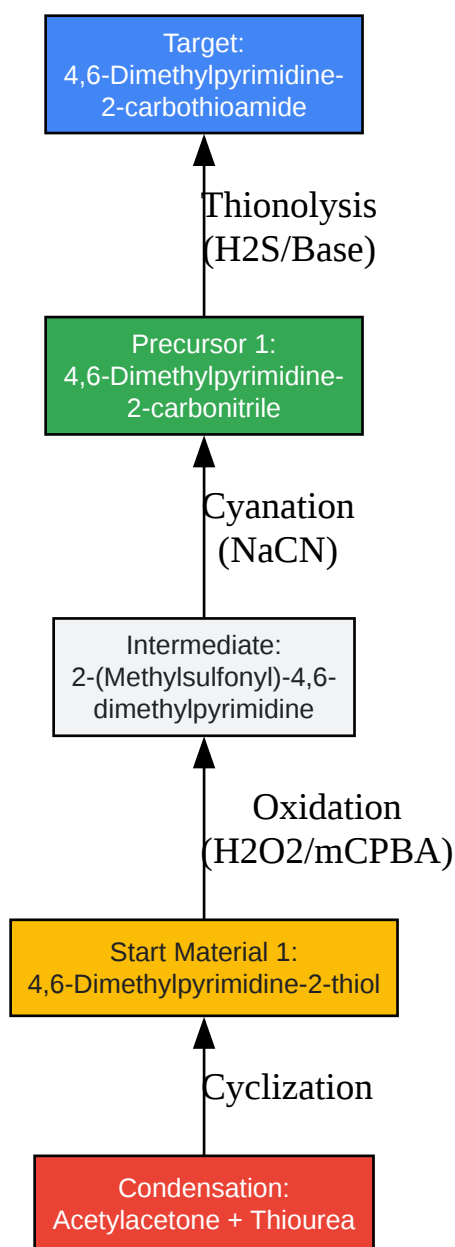 Target:
4,6-Dimethylpyrimidine-
2-carbothioamide
Thionolysis
(H2S/Base)
Precursor 1:
4,6-Dimethylpyrimidine-
2-carbonitrile
Cyanation
(NaCN)
Intermediate:
2-(Methylsulfonyl)-4,6-
dimethylpyrimidine
Oxidation
(H2O2/mCPBA)
Start Material 1:
4,6-Dimethylpyrimidine-2-thiol
Cyclization
Condensation:
Acetylacetone + Thiourea